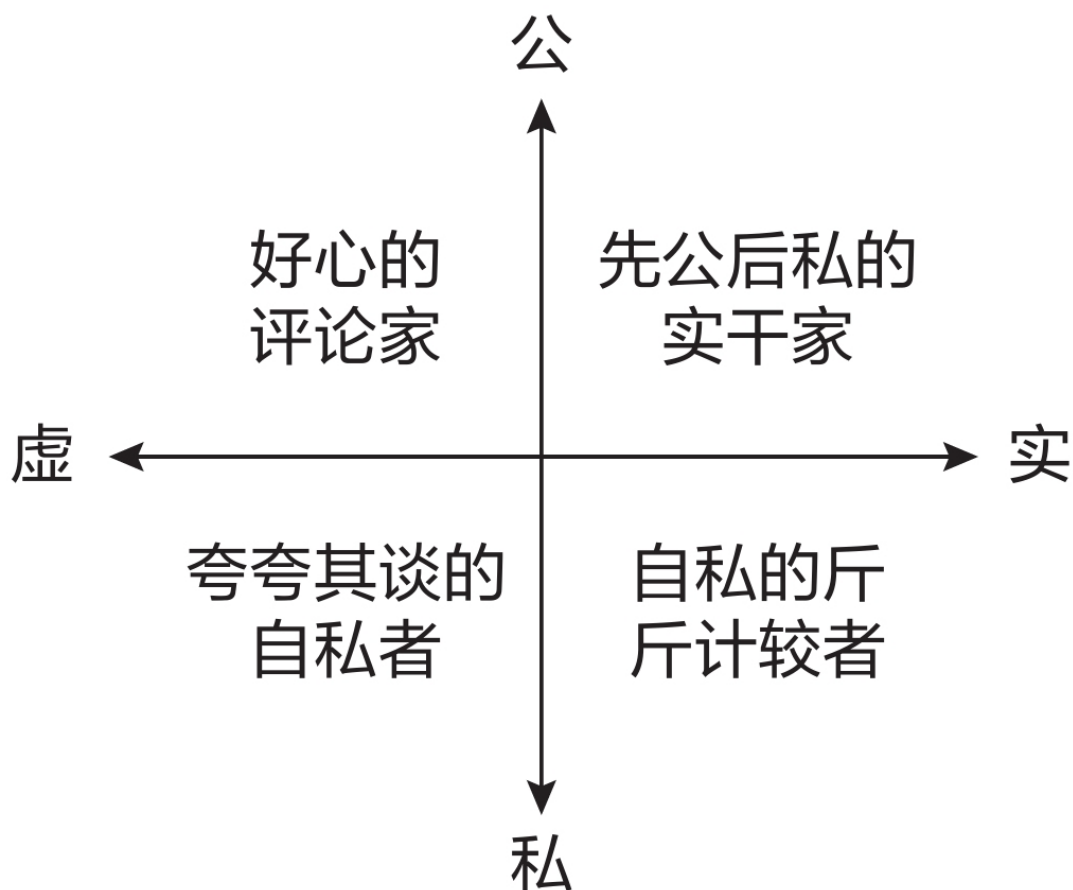 公
好心的
评论家
先公后私的
实干家
虚
实
夸夸其谈的
自私者
自私的斤
斤计较者
私